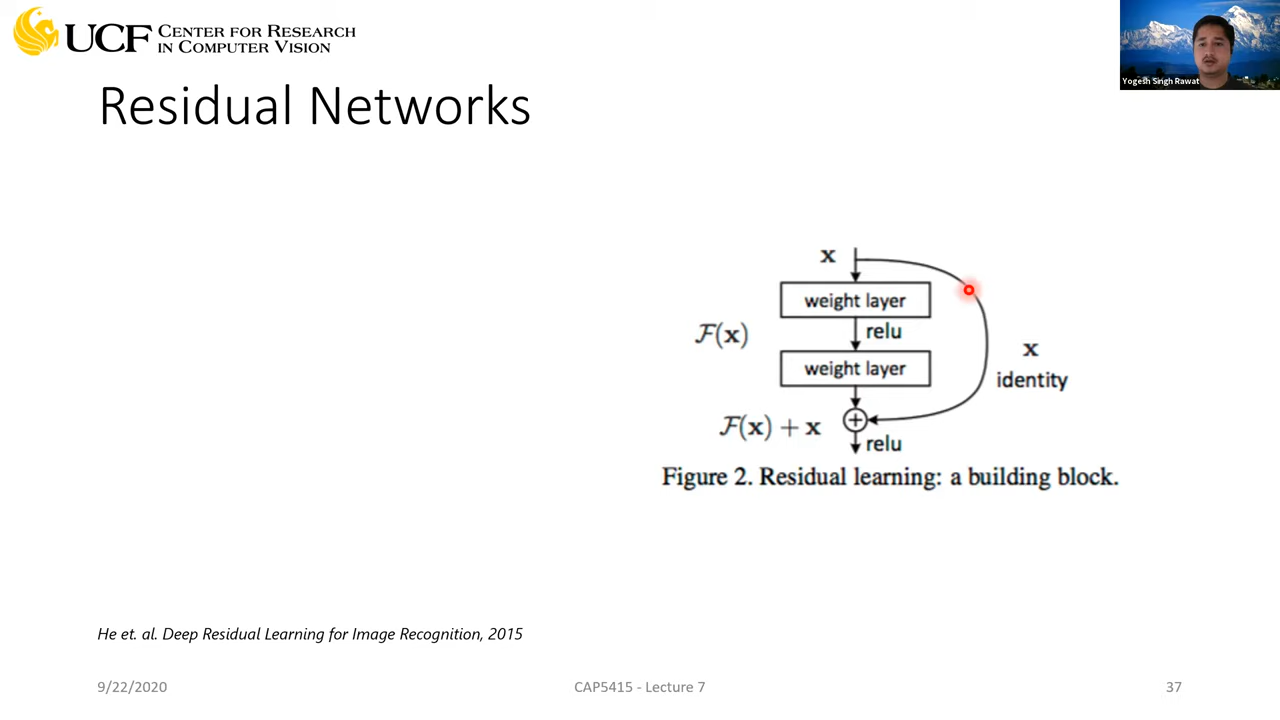 UCF CENTER FOR RESEARCH
IN COMPUTER VISION
Yogesh Singh Rawat
Residual Networks
x
weight layer
F(x)
relu
weight layer
x
identity
F(x) + x
relu
Figure 2. Residual learning: a building block.
He et. al. Deep Residual Learning for Image Recognition, 2015
9/22/2020
CAP5415 - Lecture 7
37